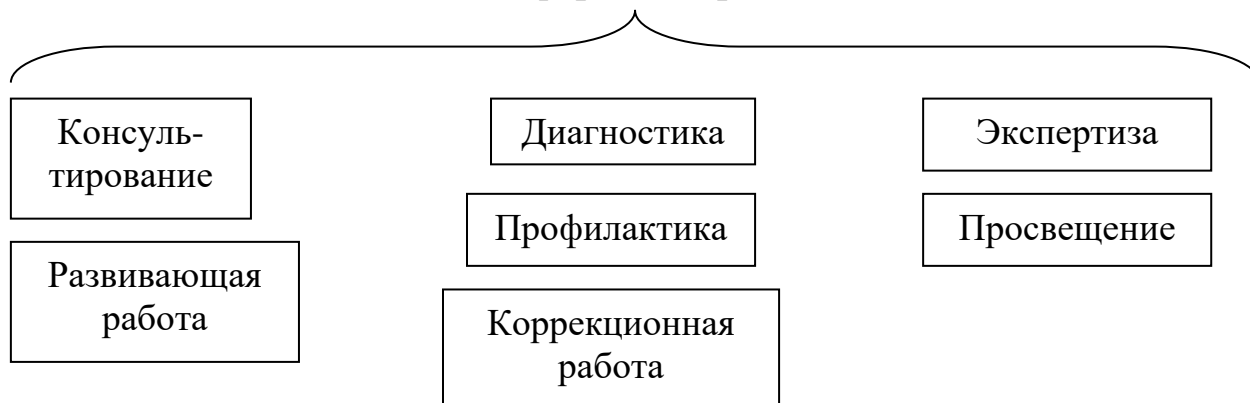 Консуль-
тирование
Диагностика
Экспертиза
Профилактика
Просвещение
Развивающая
работа
Коррекционная
работа